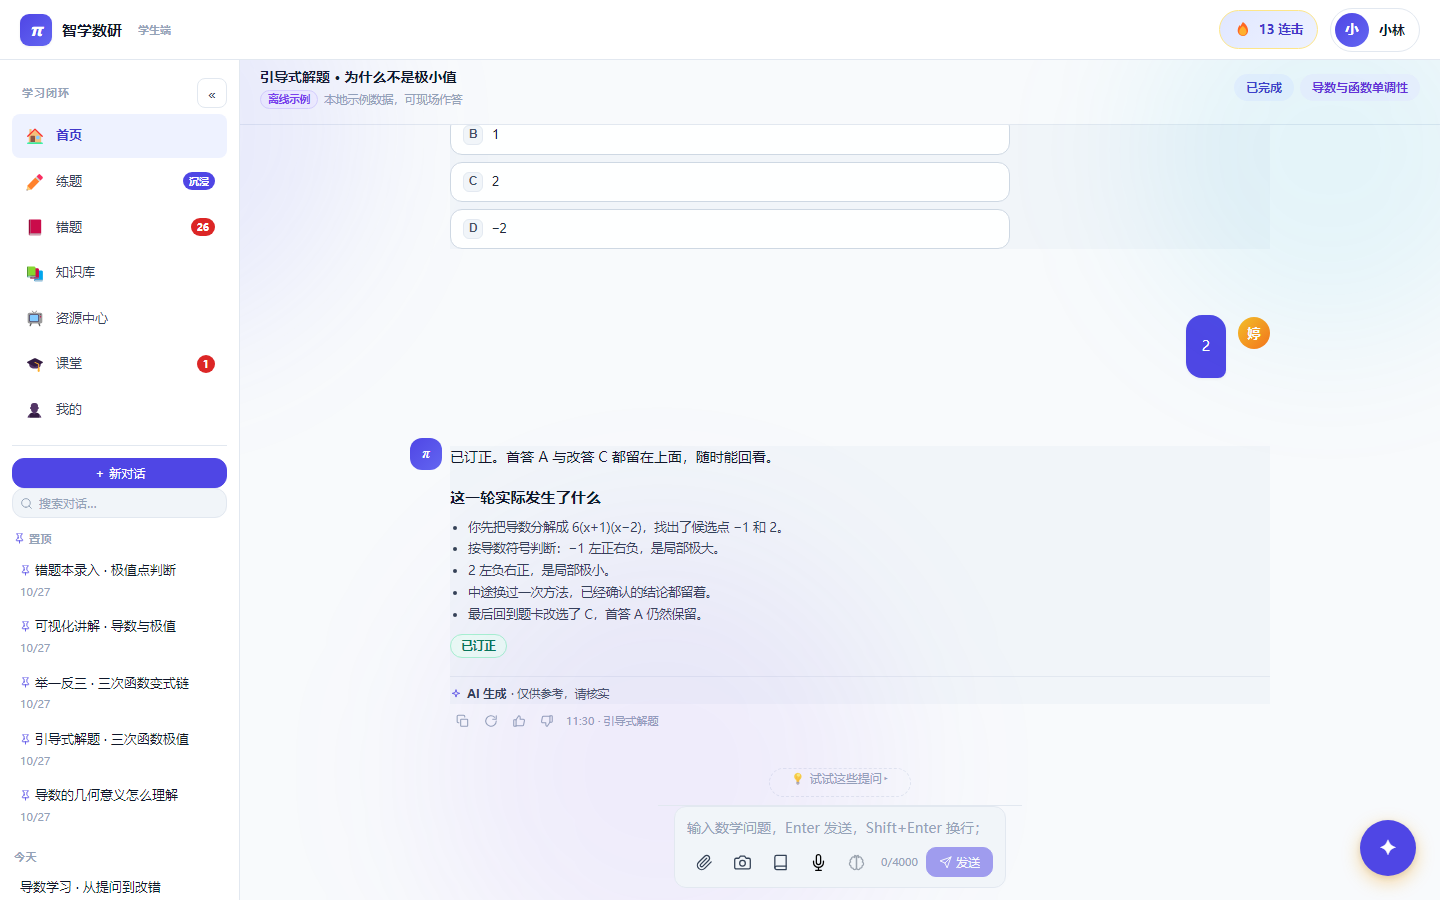 π 智学数研 学生端
13 连击
小 小林
学习闭环 «
首页
练题 沉浸
错题 26
知识库
资源中心
课堂 1
我的
+ 新对话
搜索对话...
置顶
错题本录入 · 极值点判断
10/27
可视化讲解 · 导数与极值
10/27
举一反三 · 三次函数变式链
10/27
引导式解题 · 三次函数极值
10/27
导数的几何意义怎么理解
10/27
今天
导数学习 · 从提问到改错
引导式解题 • 为什么不是极小值
离线示例 本地示例数据，可现场作答
已完成 导数与函数单调性
B 1
C 2
D −2
2 婷
π 已订正。首答 A 与改答 C 都留在上面，随时能回看。
这一轮实际发生了什么
• 你先把导数分解成 6(x+1)(x−2)，找出了候选点 −1 和 2。
• 按导数符号判断：−1 左正右负，是局部极大。
• 2 左负右正，是局部极小。
• 中途换过一次方法，已经确认的结论都留着。
• 最后回到题卡改选了 C，首答 A 仍然保留。
已订正
AI 生成 · 仅供参考，请核实
11:30 · 引导式解题
试试这些提问
输入数学问题，Enter 发送，Shift+Enter 换行；
0/4000 发送